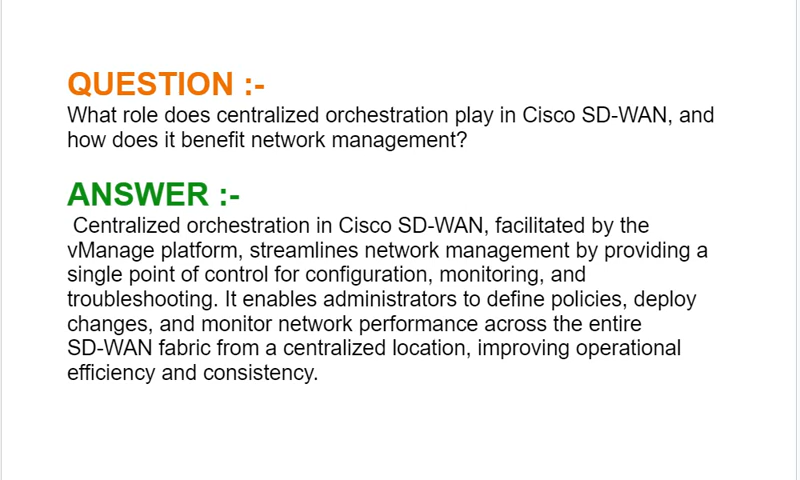 QUESTION :-
What role does centralized orchestration play in Cisco SD-WAN, and
how does it benefit network management?
ANSWER :-
Centralized orchestration in Cisco SD-WAN, facilitated by the
vManage platform, streamlines network management by providing a
single point of control for configuration, monitoring, and
troubleshooting. It enables administrators to define policies, deploy
changes, and monitor network performance across the entire
SD-WAN fabric from a centralized location, improving operational
efficiency and consistency.